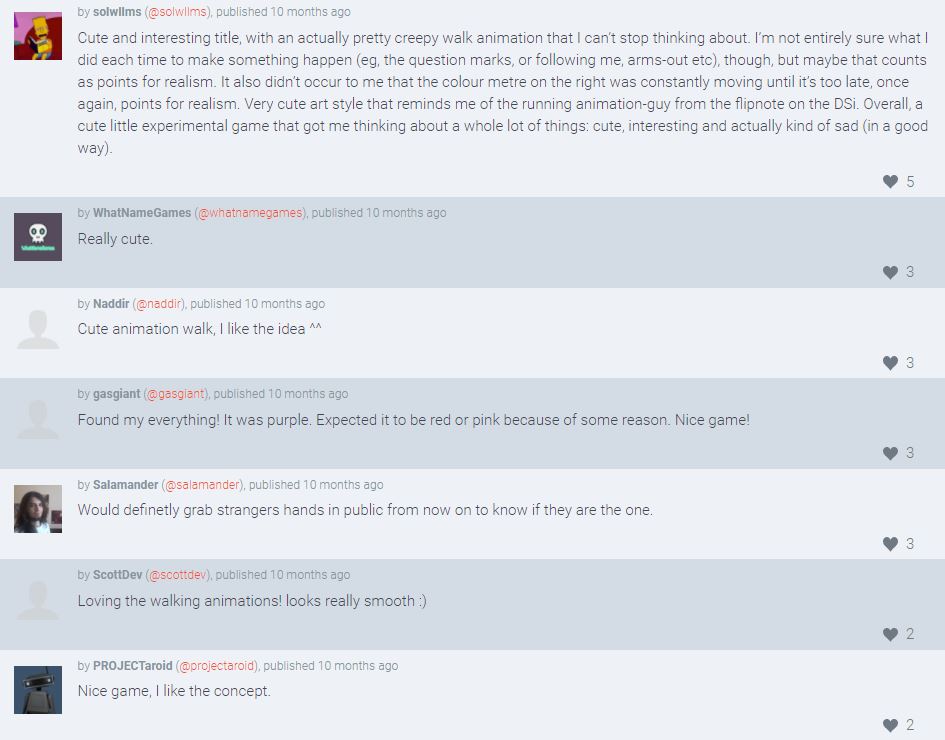 by solwllms (@solwllms), published 10 months ago
Cute and interesting title, with an actually pretty creepy walk animation that I can’t stop thinking about. I’m not entirely sure what I
did each time to make something happen (eg, the question marks, or following me, arms-out etc), though, but maybe that counts
as points for realism. It also didn’t occur to me that the colour metre on the right was constantly moving until it’s too late, once
again, points for realism. Very cute art style that reminds me of the running animation-guy from the flipnote on the DSi. Overall, a
cute little experimental game that got me thinking about a whole lot of things: cute, interesting and actually kind of sad (in a good
way).
5
by WhatNameGames (@whatnamegames), published 10 months ago
Really cute.
3
by Naddir (@naddir), published 10 months ago
Cute animation walk, I like the idea ^^
3
by gasgiant (@gasgiant), published 10 months ago
Found my everything! It was purple. Expected it to be red or pink because of some reason. Nice game!
3
by Salamander (@salamander), published 10 months ago
Would definetly grab strangers hands in public from now on to know if they are the one.
3
by ScottDev (@scottdev), published 10 months ago
Loving the walking animations! looks really smooth :)
2
by PROJECTaroid (@projectaroid), published 10 months ago
Nice game, I like the concept.
2